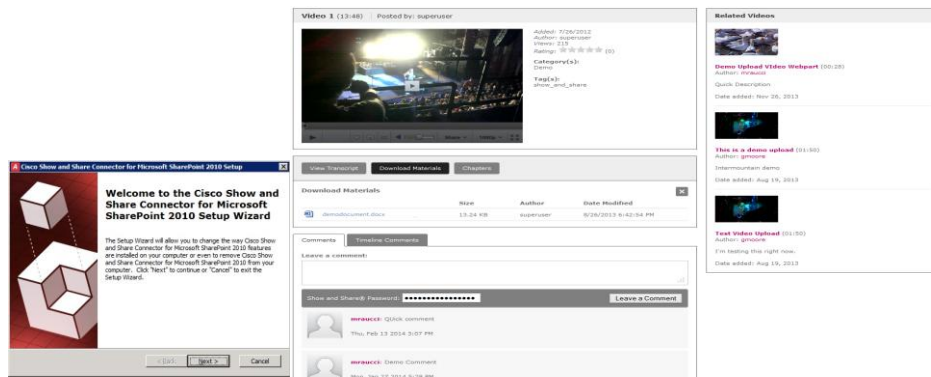 Cisco Show and Share Connector for Microsoft SharePoint 2010 Setup
Welcome to the Cisco Show and
Share Connector for Microsoft
SharePoint 2010 Setup Wizard
The Setup Wizard will allow you to change the way Cisco Show
and Share Connector for Microsoft SharePoint 2010 features
are installed on your computer or even to remove Cisco Show
and Share Connector for Microsoft SharePoint 2010 from your
computer. Click "Next" to continue or "Cancel" to exit the
Setup Wizard.
< Back Next > Cancel
Video 1 (13:48) Posted by: superuser
Added: 7/26/2012
Author: superuser
Views: 215
Rating: (0)
Category(s):
Demo
Tag(s):
show_and_share
Share
View Transcript Download Materials Chapters
Download Materials
Size Author Date Modified
demodocument.docx 13.24 KB superuser 8/26/2013 6:42:54 PM
Comments Timeline Comments
Leave a comment:
Show and Share® Password: Leave a Comment
mraucci: Quick comment
Thu, Feb 13 2014 3:07 PM
mraucci: Demo Comment
Related Videos
Demo Upload Video Webpart (00:28)
Author: mraucci
Quick Description
Date added: Nov 26, 2013
This is a demo upload (01:50)
Author: gmoore
Intermountain demo
Date added: Aug 19, 2013
Test Video Upload (01:50)
Author: gmoore
I'm testing this right now.
Date added: Aug 19, 2013